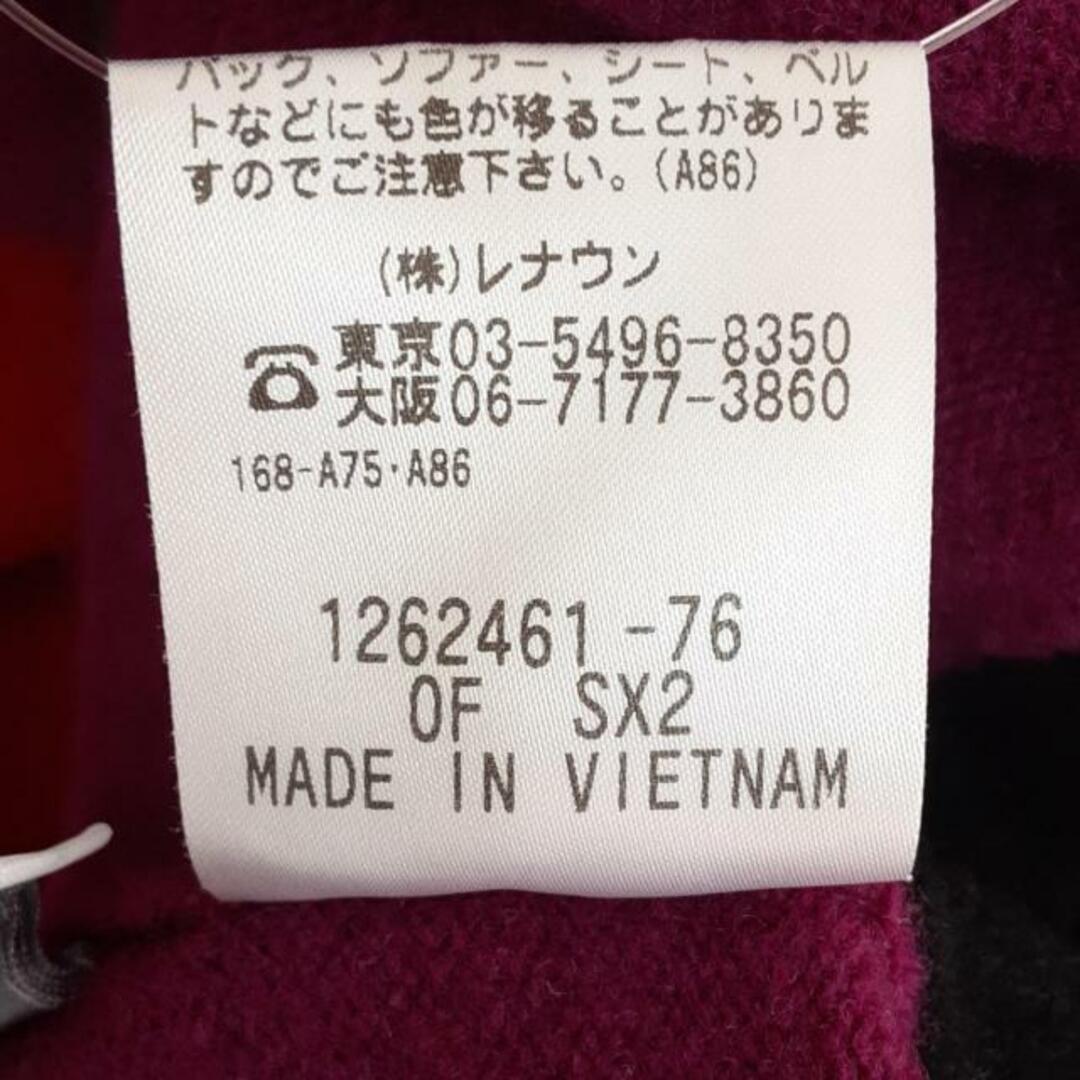 バック、ソファー、シート、ベル
トなどにも色が移ることがありま
すのでご注意下さい。(A86)
(株)レナウン
☎東京03-5496-8350
大阪06-7177-3860
168-A75·A86
1262461-76
OF SX2
MADE IN VIETNAM